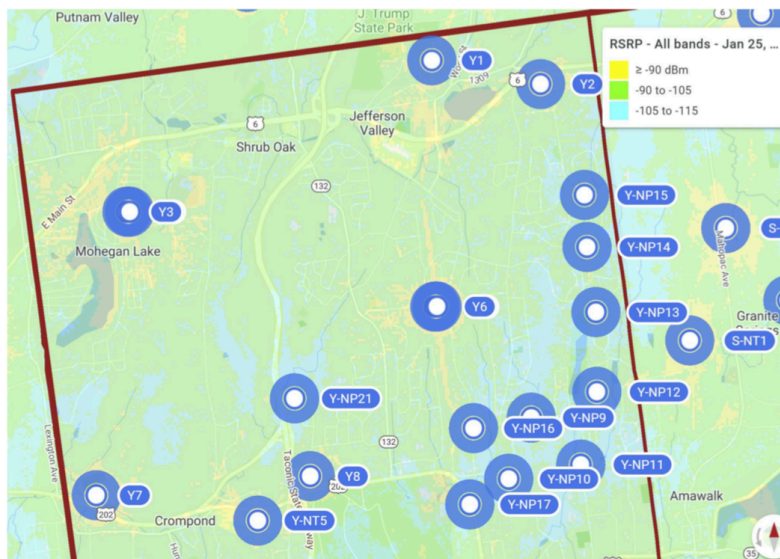 Putnam Valley
J. Trump
State Park
6
RSRP - All bands - Jan 25, ...
≥ -90 dBm
-90 to -105
-105 to -115
Y1
Y2
6
6
Jefferson
Valley
Shrub Oak
132
Y-NP15
E Main St
Y3
Mohegan Lake
Mahopac Ave
Y-NP14
Y6
Y-NP13
Granite
S-NT1
Y-NP21
Y-NP12
Y-NP9
Y-NP16
132
Lexington Ave
Taconic State
Y8
202
Y-NP11
Y-NP10
Y7
202
Y-NP17
Amawalk
Crompond
Y-NT5
35